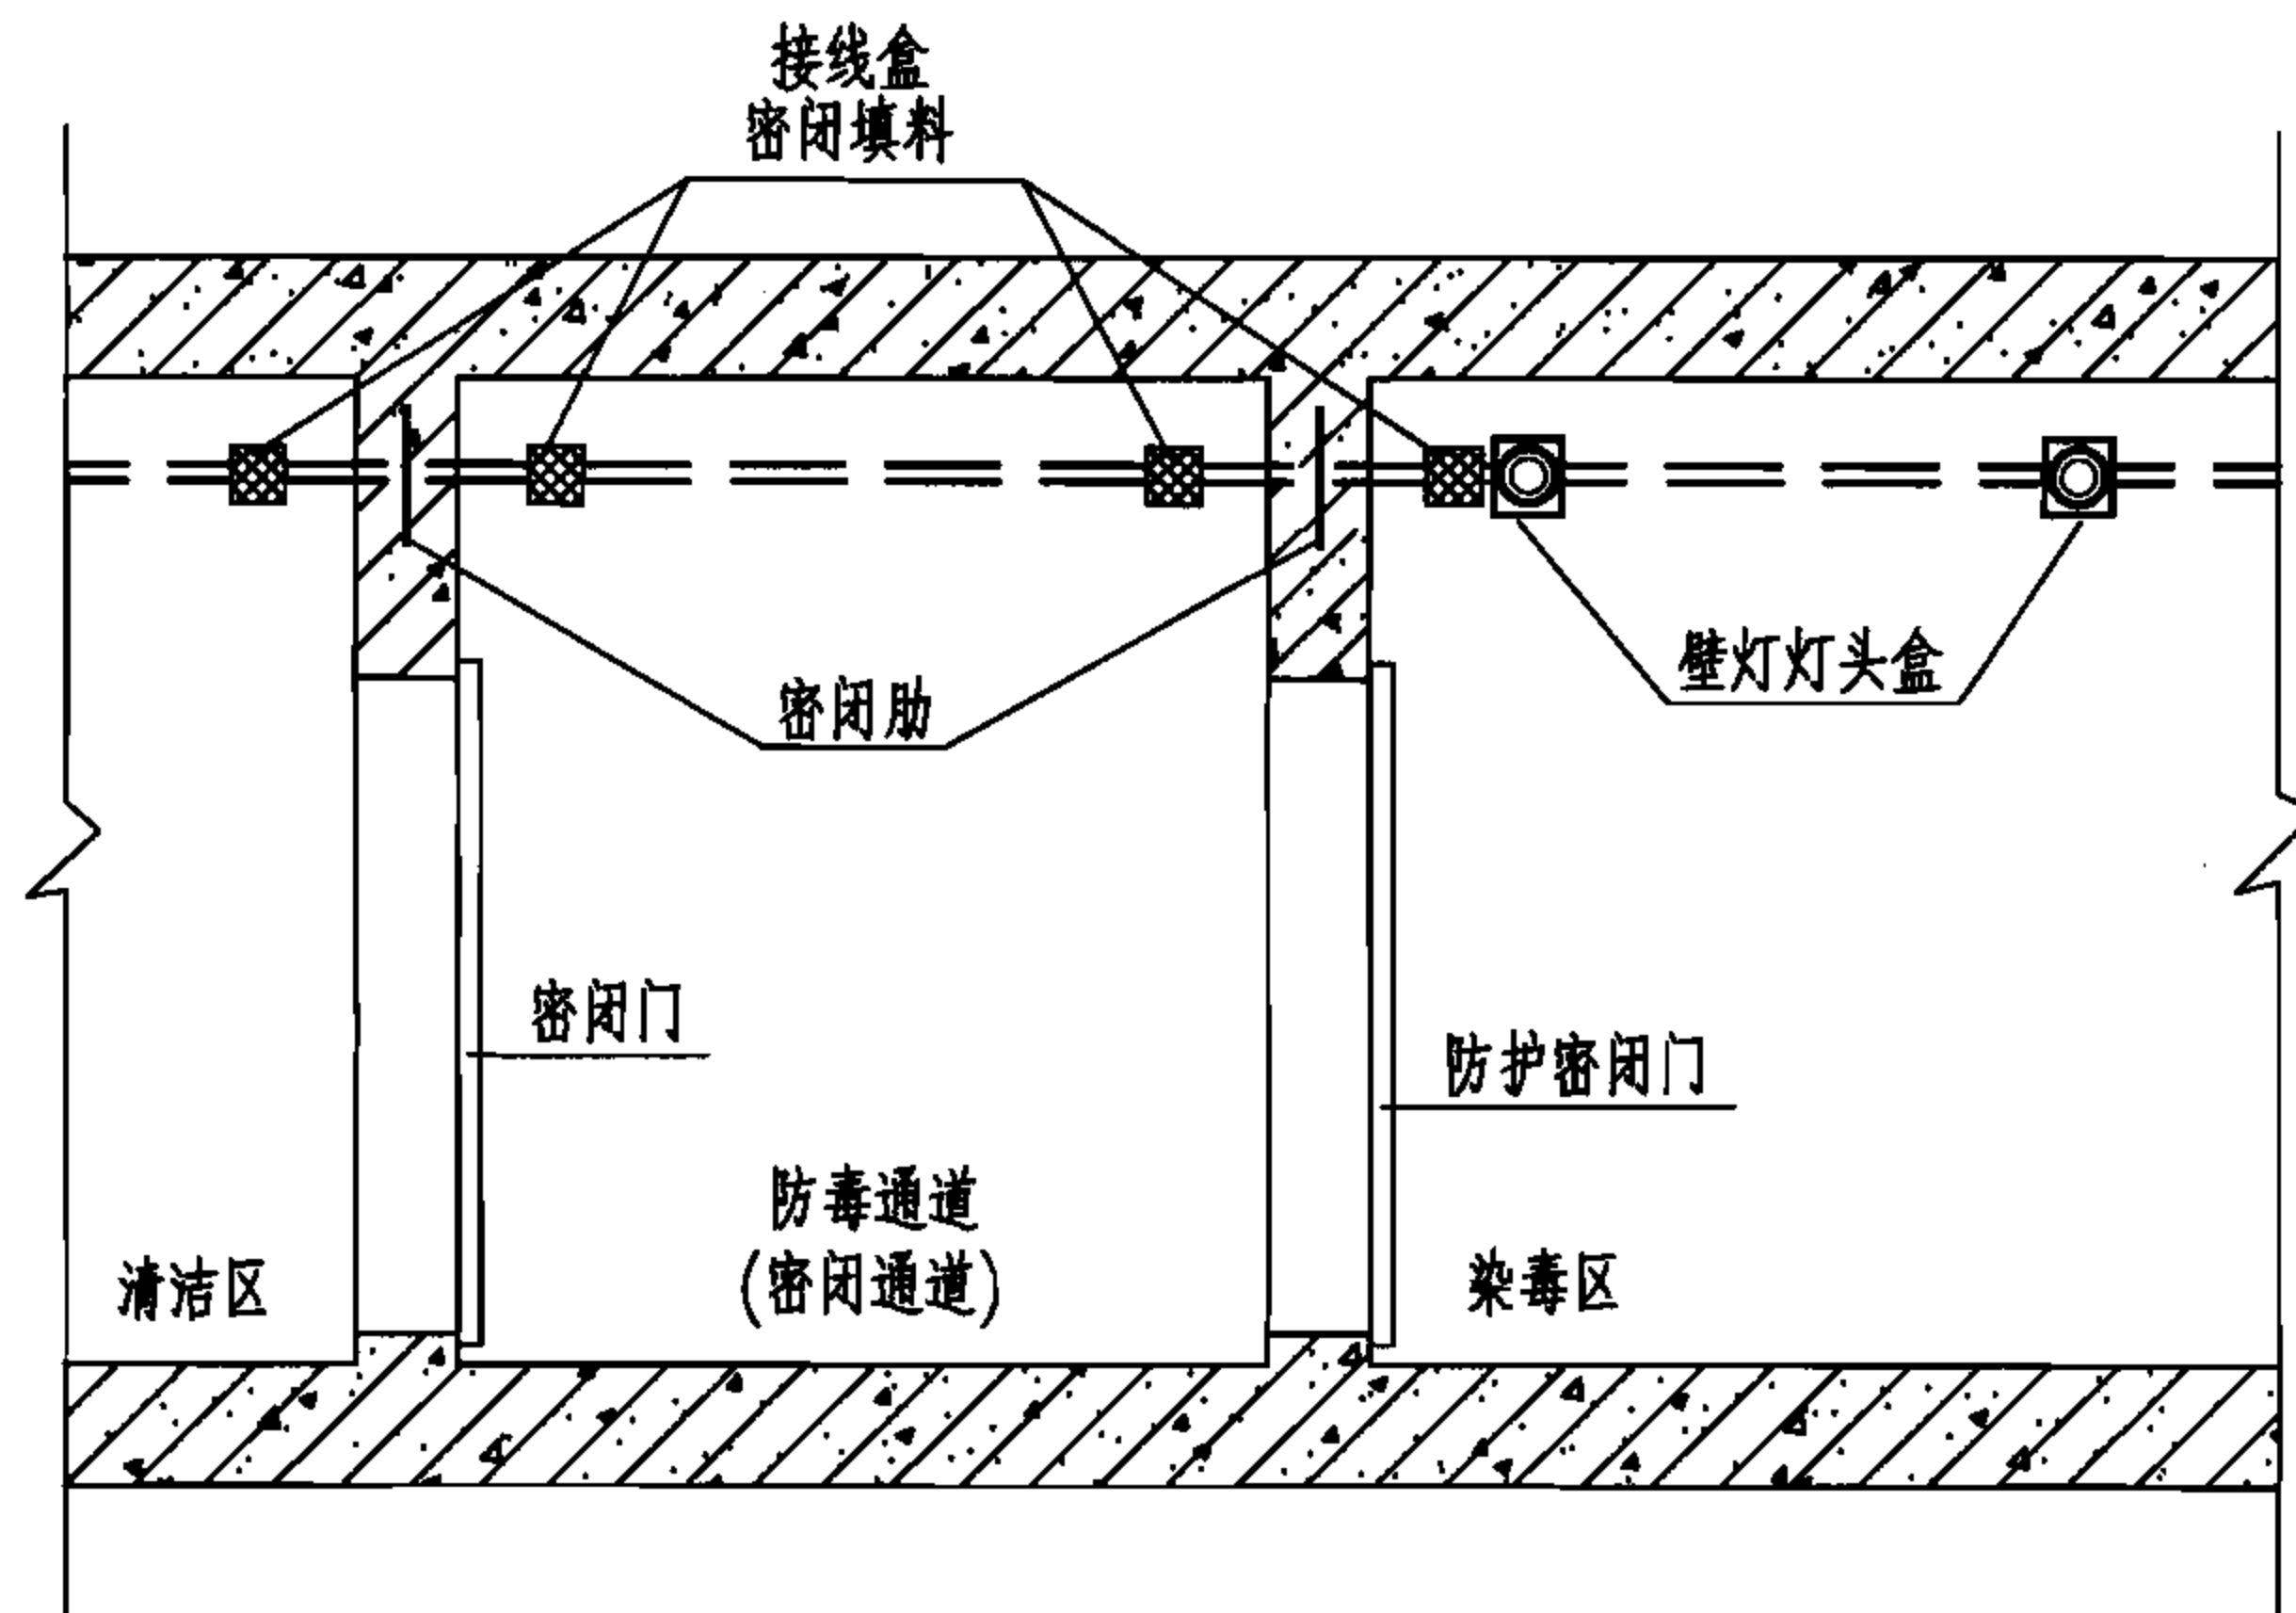 接线盒
密闭填料
壁灯灯头盒
密闭肋
密闭门
防护密闭门
防毒通道
(密闭通道)
清洁区
染毒区